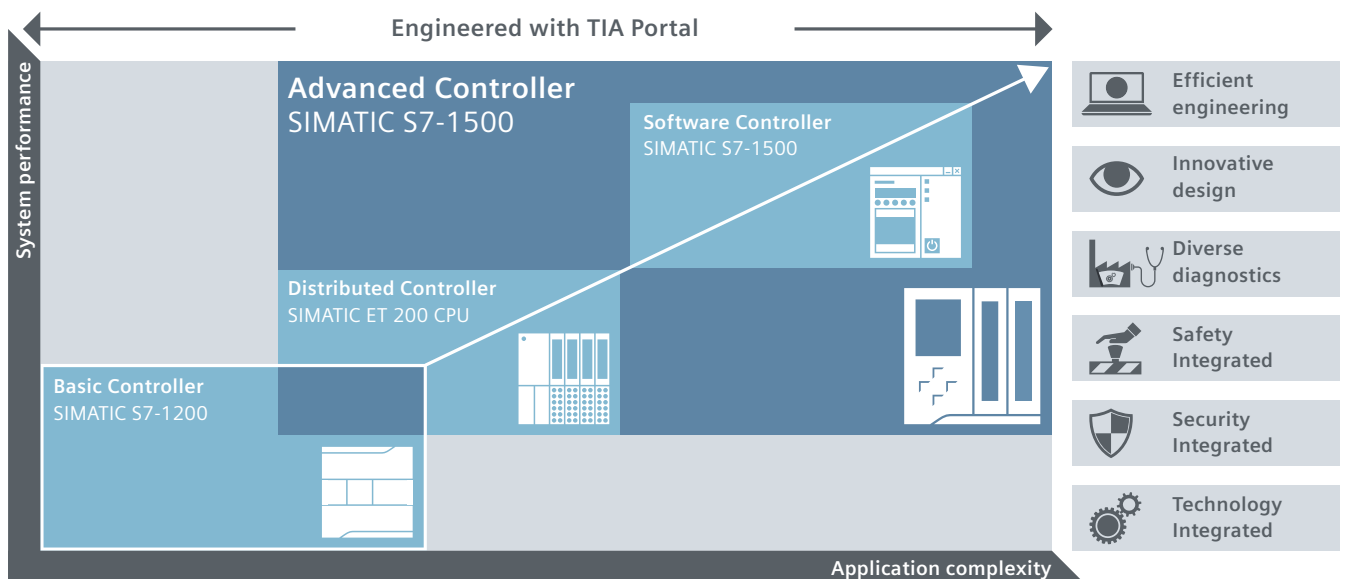 Engineered with TIA Portal
System performance
Advanced Controller
SIMATIC S7-1500
Software Controller
SIMATIC S7-1500
Distributed Controller
SIMATIC ET 200 CPU
Basic Controller
SIMATIC S7-1200
Application complexity
Efficient
engineering
Innovative
design
Diverse
diagnostics
Safety
Integrated
Security
Integrated
Technology
Integrated